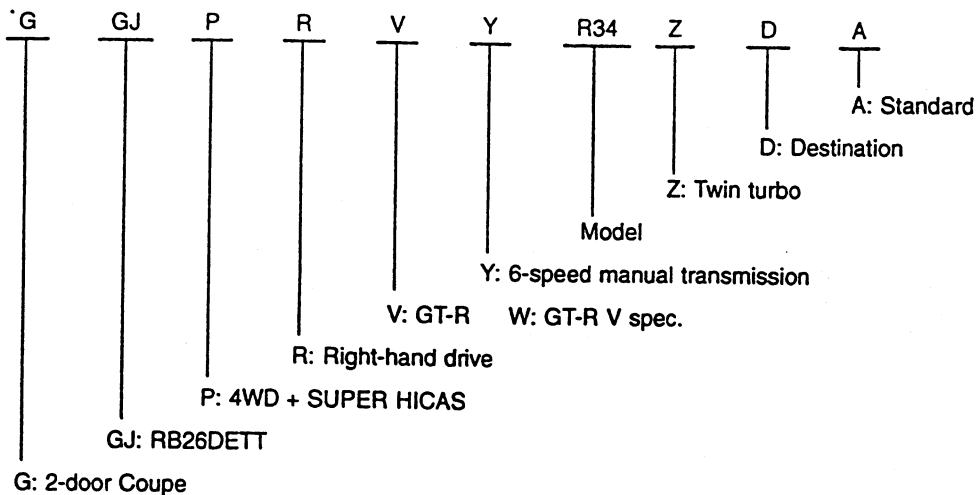 G GJ P R V Y R34 Z D A
A: Standard
D: Destination
Z: Twin turbo
Model
Y: 6-speed manual transmission
V: GT-R W: GT-R V spec.
R: Right-hand drive
P: 4WD + SUPER HICAS
GJ: RB26DETT
G: 2-door Coupe